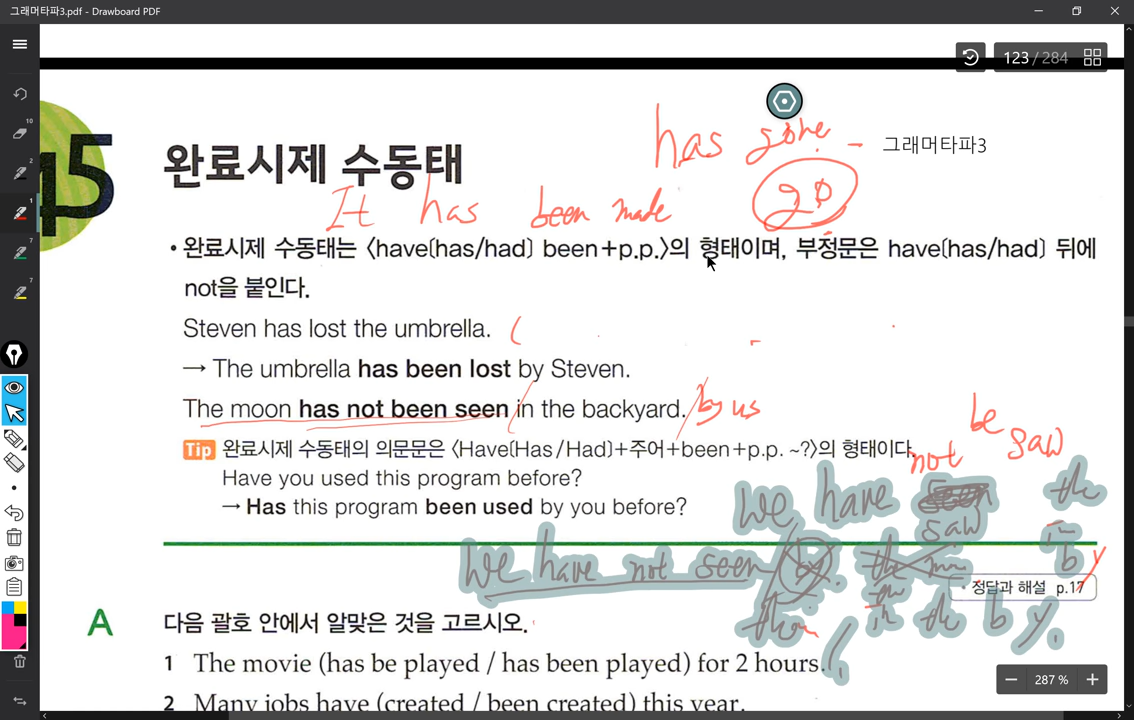 그래머타파3.pdf - Drawboard PDF
123 / 284
has gone
그래머타파3
15
완료시제 수동태
It has been made
• 완료시제 수동태는 〈have(has/had) been+p.p.〉의 형태이며, 부정문은 have(has/had) 뒤에
not을 붙인다.
Steven has lost the umbrella.
→ The umbrella has been lost by Steven.
The moon has not been seen in the backyard. by us
be saw
Tip 완료시제 수동태의 의문문은 〈Have(Has/Had)+주어+been+p.p. ~?〉의 형태이다.
not
Have you used this program before?
we have seen the
→ Has this program been used by you before?
saw in
we have not seen by the b y
• 정답과 해설 p.17
in the b y.
A 다음 괄호 안에서 알맞은 것을 고르시오.
1 The movie (has be played / has been played) for 2 hours.
287 %
2 Many jobs have (created / been created) this year.